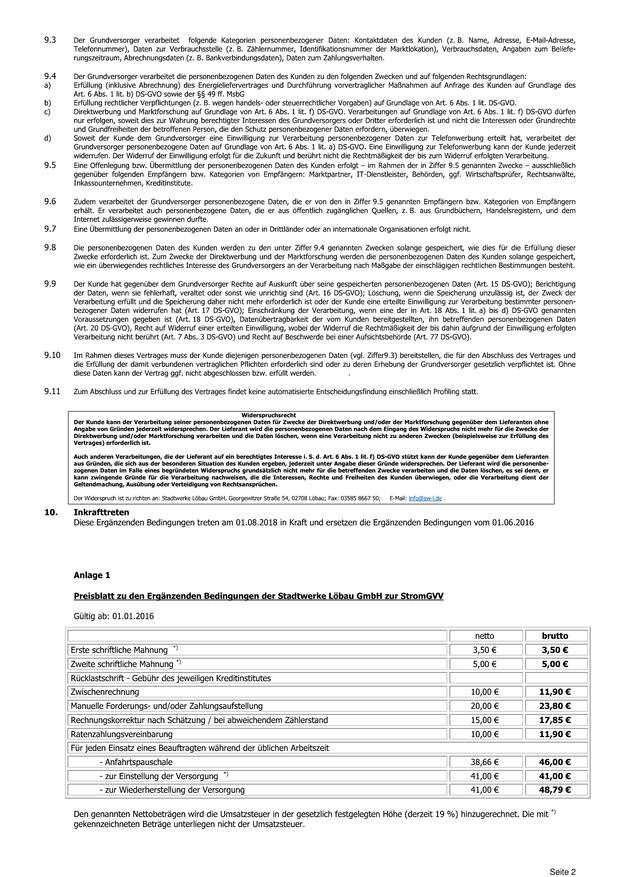 9.3 Der Grundversorger verarbeitet folgende Kategorien personenbezogener Daten: Kontaktdaten des Kunden (z. B. Name, Adresse, E-Mail-Adresse,
Telefonnummer), Daten zur Verbrauchsstelle (z. B. Zählernummer, Identifikationsnummer der Marktlokation), Verbrauchsdaten, Angaben zum Beliefe-
rungszeitraum, Abrechnungsdaten (z. B. Bankverbindungsdaten), Daten zum Zahlungsverhalten.
9.4 Der Grundversorger verarbeitet die personenbezogenen Daten des Kunden zu den folgenden Zwecken und auf folgenden Rechtsgrundlagen:
a) Erfüllung (inklusive Abrechnung) des Energieliefervertrages und Durchführung vorvertraglicher Maßnahmen auf Anfrage des Kunden auf Grundlage des
Art. 6 Abs. 1 lit. b) DS-GVO sowie der §§ 49 ff. MsbG
b) Erfüllung rechtlicher Verpflichtungen (z. B. wegen handels- oder steuerrechtlicher Vorgaben) auf Grundlage von Art. 6 Abs. 1 lit. DS-GVO.
c) Direktwerbung und Marktforschung auf Grundlage von Art. 6 Abs. 1 lit. f) DS-GVO. Verarbeitungen auf Grundlage von Art. 6 Abs. 1 lit. f) DS-GVO dürfen
nur erfolgen, soweit dies zur Wahrung berechtigter Interessen des Grundversorgers oder Dritter erforderlich ist und nicht die Interessen oder Grundrechte
und Grundfreiheiten der betroffenen Person, die den Schutz personenbezogener Daten erfordern, überwiegen.
d) Soweit der Kunde dem Grundversorger eine Einwilligung zur Verarbeitung personenbezogener Daten zur Telefonwerbung erteilt hat, verarbeitet der
Grundversorger personenbezogene Daten auf Grundlage von Art. 6 Abs. 1 lit. a) DS-GVO. Eine Einwilligung zur Telefonwerbung kann der Kunde jederzeit
widerrufen. Der Widerruf der Einwilligung erfolgt für die Zukunft und berührt nicht die Rechtmäßigkeit der bis zum Widerruf erfolgten Verarbeitung.
9.5 Eine Offenlegung bzw. Übermittlung der personenbezogenen Daten des Kunden erfolgt – im Rahmen der in Ziffer 9.5 genannten Zwecke – ausschließlich
gegenüber folgenden Empfängern bzw. Kategorien von Empfängern: Marktpartner, IT-Dienstleister, Behörden, ggf. Wirtschaftsprüfer, Rechtsanwälte,
Inkassounternehmen, Kreditinstitute.
9.6 Zudem verarbeitet der Grundversorger personenbezogene Daten, die er von den in Ziffer 9.5 genannten Empfängern bzw. Kategorien von Empfängern
erhält. Er verarbeitet auch personenbezogene Daten, die er aus öffentlich zugänglichen Quellen, z. B. aus Grundbüchern, Handelsregistern, und dem
Internet zulässigerweise gewinnen durfte.
9.7 Eine Übermittlung der personenbezogenen Daten an oder in Drittländer oder an internationale Organisationen erfolgt nicht.
9.8 Die personenbezogenen Daten des Kunden werden zu den unter Ziffer 9.4 genannten Zwecken solange gespeichert, wie dies für die Erfüllung dieser
Zwecke erforderlich ist. Zum Zwecke der Direktwerbung und der Marktforschung werden die personenbezogenen Daten des Kunden solange gespeichert,
wie ein überwiegendes rechtliches Interesse des Grundversorgers an der Verarbeitung nach Maßgabe der einschlägigen rechtlichen Bestimmungen besteht.
9.9 Der Kunde hat gegenüber dem Grundversorger Rechte auf Auskunft über seine gespeicherten personenbezogenen Daten (Art. 15 DS-GVO); Berichtigung
der Daten, wenn sie fehlerhaft, veraltet oder sonst wie unrichtig sind (Art. 16 DS-GVO); Löschung, wenn die Speicherung unzulässig ist, der Zweck der
Verarbeitung erfüllt und die Speicherung daher nicht mehr erforderlich ist oder der Kunde eine erteilte Einwilligung zur Verarbeitung bestimmter personen-
bezogener Daten widerrufen hat (Art. 17 DS-GVO); Einschränkung der Verarbeitung, wenn eine der in Art. 18 Abs. 1 lit. a) bis d) DS-GVO genannten
Voraussetzungen gegeben ist (Art. 18 DS-GVO), Datenübertragbarkeit der vom Kunden bereitgestellten, ihn betreffenden personenbezogenen Daten
(Art. 20 DS-GVO), Recht auf Widerruf einer erteilten Einwilligung, wobei der Widerruf die Rechtmäßigkeit der bis dahin aufgrund der Einwilligung erfolgten
Verarbeitung nicht berührt (Art. 7 Abs. 3 DS-GVO) und Recht auf Beschwerde bei einer Aufsichtsbehörde (Art. 77 DS-GVO).
9.10 Im Rahmen dieses Vertrages muss der Kunde diejenigen personenbezogenen Daten (vgl. Ziffer9.3) bereitstellen, die für den Abschluss des Vertrages und
die Erfüllung der damit verbundenen vertraglichen Pflichten erforderlich sind oder zu deren Erhebung der Grundversorger gesetzlich verpflichtet ist. Ohne
diese Daten kann der Vertrag ggf. nicht abgeschlossen bzw. erfüllt werden. .
9.11 Zum Abschluss und zur Erfüllung des Vertrages findet keine automatisierte Entscheidungsfindung einschließlich Profiling statt.
Widerspruchsrecht
Der Kunde kann der Verarbeitung seiner personenbezogenen Daten für Zwecke der Direktwerbung und/oder der Marktforschung gegenüber dem Lieferanten ohne
Angabe von Gründen jederzeit widersprechen. Der Lieferant wird die personenbezogenen Daten nach dem Eingang des Widerspruchs nicht mehr für die Zwecke der
Direktwerbung und/oder Marktforschung verarbeiten und die Daten löschen, wenn eine Verarbeitung nicht zu anderen Zwecken (beispielsweise zur Erfüllung des
Vertrages) erforderlich ist.
Auch anderen Verarbeitungen, die der Lieferant auf ein berechtigtes Interesse i. S. d. Art. 6 Abs. 1 lit. f) DS-GVO stützt kann der Kunde gegenüber dem Lieferanten
aus Gründen, die sich aus der besonderen Situation des Kunden ergeben, jederzeit unter Angabe dieser Gründe widersprechen. Der Lieferant wird die personenbe-
zogenen Daten im Falle eines begründeten Widerspruchs grundsätzlich nicht mehr für die betreffenden Zwecke verarbeiten und die Daten löschen, es sei denn, er
kann zwingende Gründe für die Verarbeitung nachweisen, die die Interessen, Rechte und Freiheiten des Kunden überwiegen, oder die Verarbeitung dient der
Geltendmachung, Ausübung oder Verteidigung von Rechtsansprüchen.
Der Widerspruch ist zu richten an: Stadtwerke Löbau GmbH, Georgewitzer Straße 54, 02708 Löbau; Fax: 03585 8667 50; E-Mail: info@sw-l.de .
10. Inkrafttreten
Diese Ergänzenden Bedingungen treten am 01.08.2018 in Kraft und ersetzen die Ergänzenden Bedingungen vom 01.06.2016
Anlage 1
Preisblatt zu den Ergänzenden Bedingungen der Stadtwerke Löbau GmbH zur StromGVV
Gültig ab: 01.01.2016
netto brutto
Erste schriftliche Mahnung *) 3,50 € 3,50 €
Zweite schriftliche Mahnung *) 5,00 € 5,00 €
Rücklastschrift - Gebühr des jeweiligen Kreditinstitutes
Zwischenrechnung 10,00 € 11,90 €
Manuelle Forderungs- und/oder Zahlungsaufstellung 20,00 € 23,80 €
Rechnungskorrektur nach Schätzung / bei abweichendem Zählerstand 15,00 € 17,85 €
Ratenzahlungsvereinbarung 10,00 € 11,90 €
Für jeden Einsatz eines Beauftragten während der üblichen Arbeitszeit
- Anfahrtspauschale 38,66 € 46,00 €
- zur Einstellung der Versorgung *) 41,00 € 41,00 €
- zur Wiederherstellung der Versorgung 41,00 € 48,79 €
Den genannten Nettobeträgen wird die Umsatzsteuer in der gesetzlich festgelegten Höhe (derzeit 19 %) hinzugerechnet. Die mit *)
gekennzeichneten Beträge unterliegen nicht der Umsatzsteuer.
Seite 2